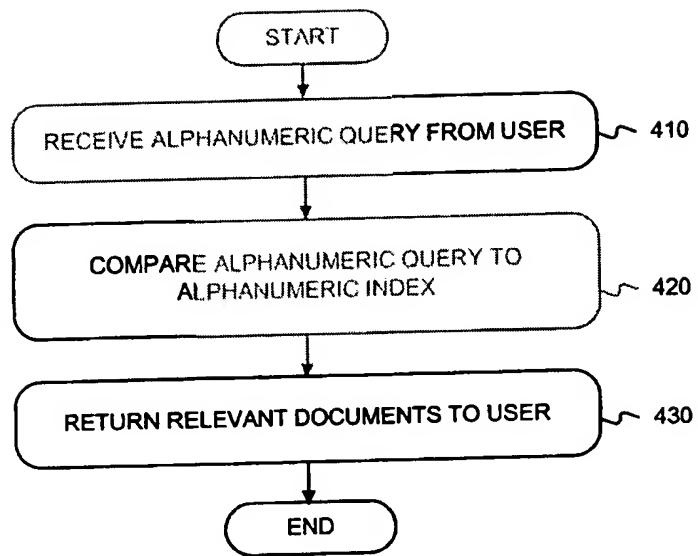 START
RECEIVE ALPHANUMERIC QUERY FROM USER
410
COMPARE ALPHANUMERIC QUERY TO
ALPHANUMERIC INDEX
420
RETURN RELEVANT DOCUMENTS TO USER
430
END